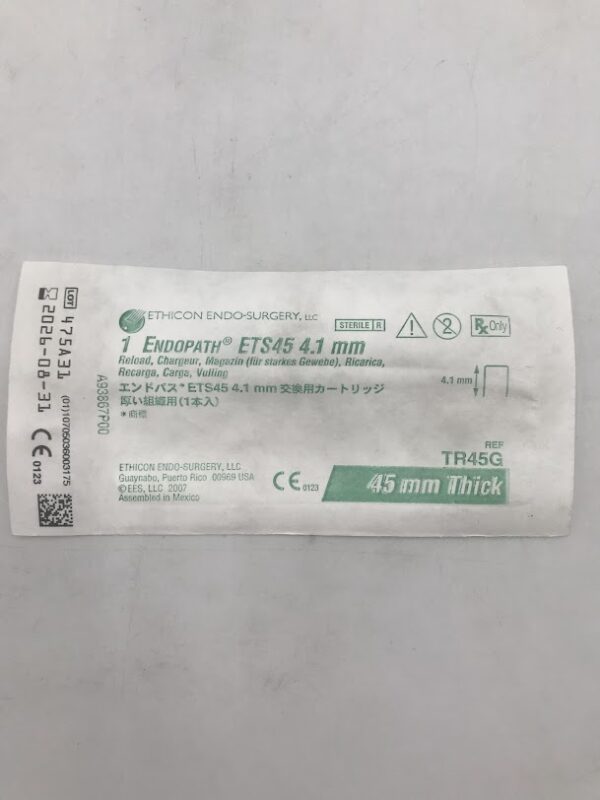 ETHICON ENDO-SURGERY, LLC
STERILE R
2
Rx Only
1 ENDOPATH® ETS45 4.1 mm
Reload, Chargeur, Magazin (für starkes Gewebe), Ricarica,
Recarga, Carga, Vulling
エンドパス* ETS45 4.1 mm 交換用カートリッジ
厚い組織用(1本入)
*商標
4.1 mm
REF
TR45G
45 mm Thick
ETHICON ENDO-SURGERY, LLC
Guaynabo, Puerto Rico 00969 USA
©EES, LLC 2007
Assembled in Mexico
CE 0123
A93867P00
LOT 475A31
2026-08-31
(01)10705036003175
CE 0123